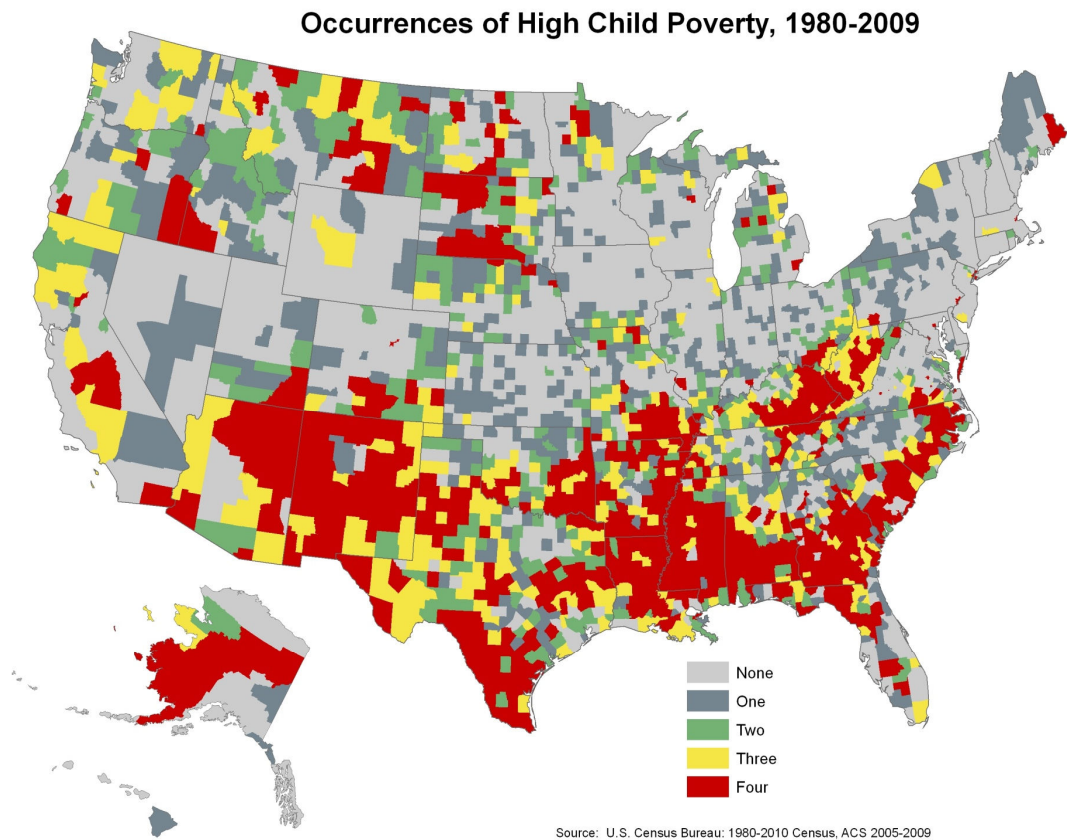 Occurrences of High Child Poverty, 1980-2009
None
One
Two
Three
Four
Source: U.S. Census Bureau: 1980-2010 Census, ACS 2005-2009